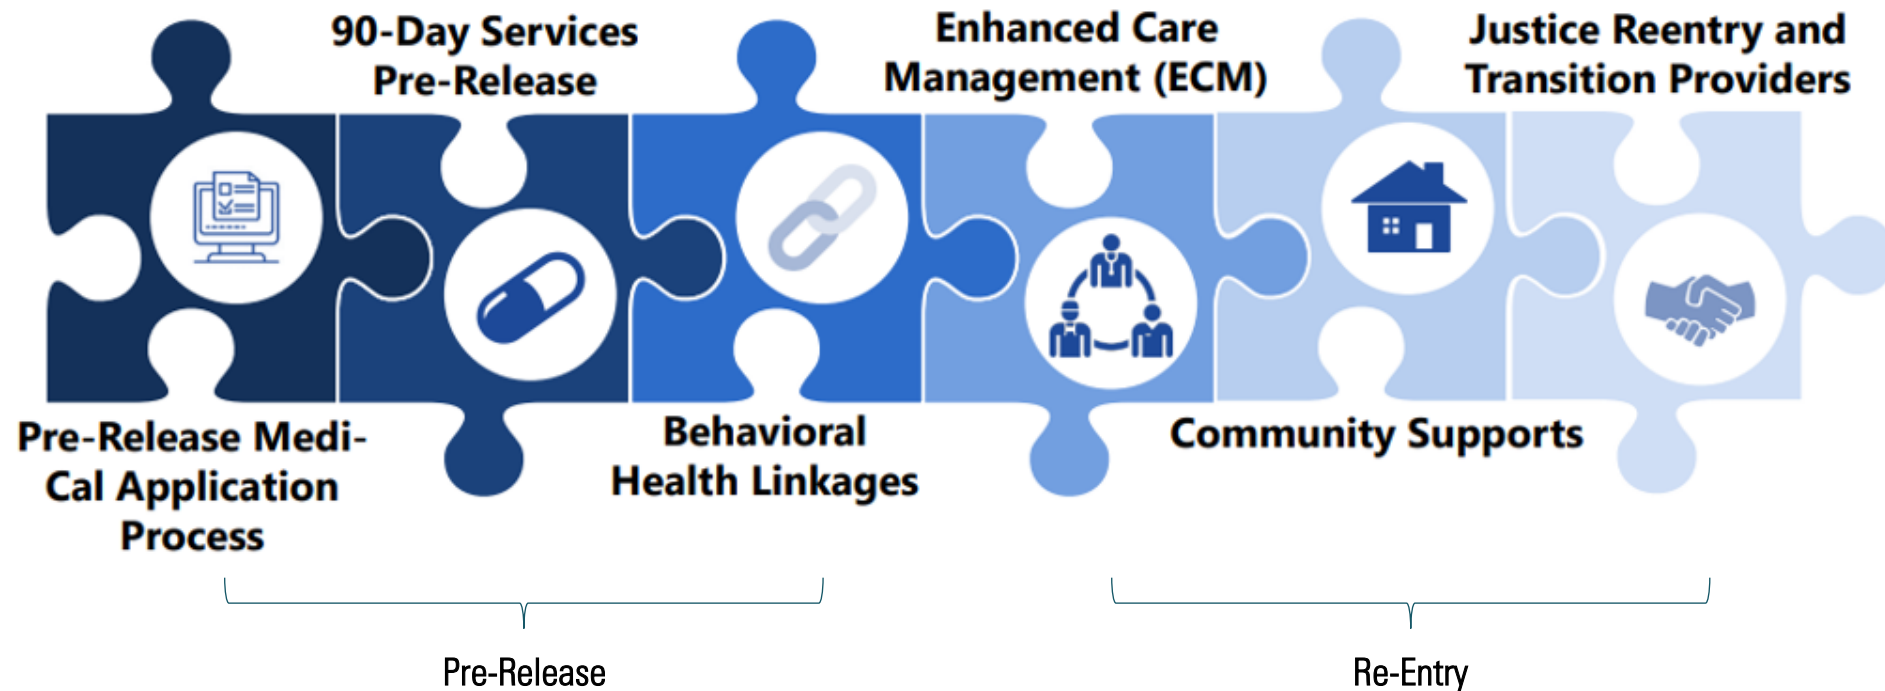 90-Day Services
Pre-Release
Enhanced Care
Management (ECM)
Justice Reentry and
Transition Providers
Pre-Release Medi-
Cal Application
Process
Behavioral
Health Linkages
Community Supports
Pre-Release
Re-Entry